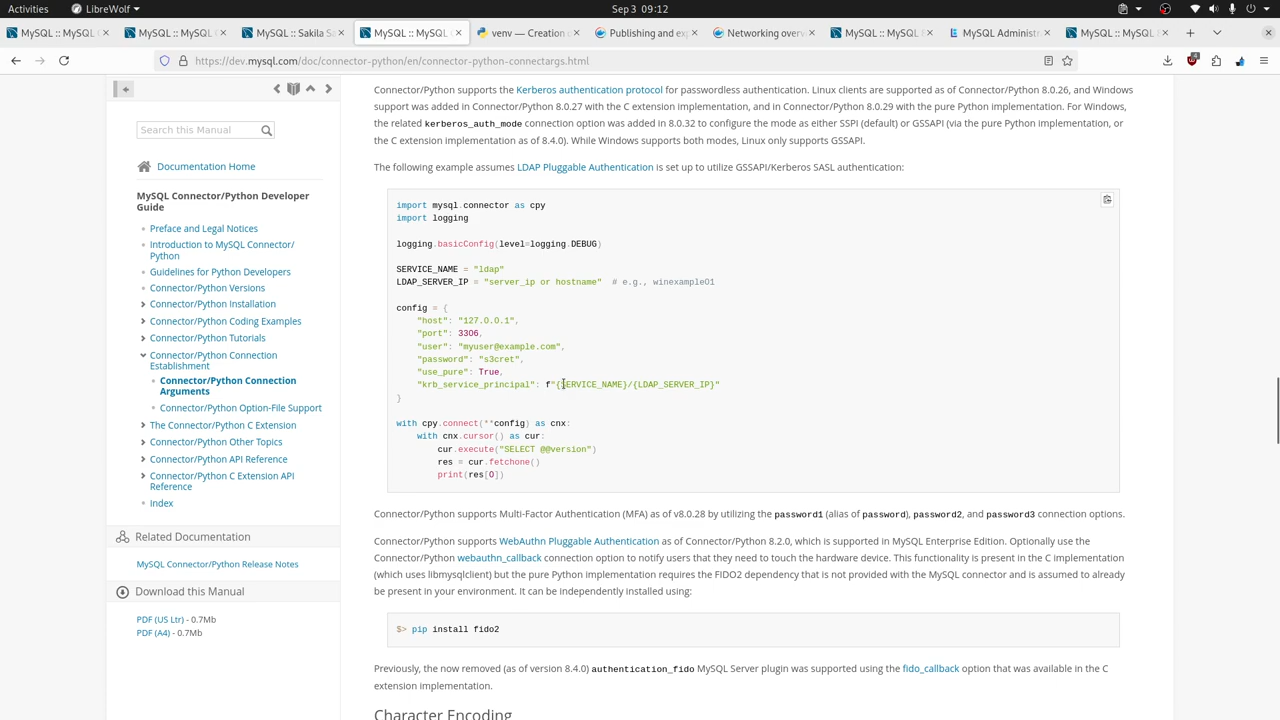 Activities
LibreWolf
Sep 3 09:12
MySQL :: MySQL C
MySQL :: MySQL C
MySQL :: Sakila Sa
MySQL :: MySQL C
venv — Creation o
Publishing and exp
Networking overv
MySQL :: MySQL
MySQL Administr
MySQL :: MySQL
https://dev.mysql.com/doc/connector-python/en/connector-python-connectargs.html
Search this Manual
Documentation Home
MySQL Connector/Python Developer
Guide
Preface and Legal Notices
Introduction to MySQL Connector/
Python
Guidelines for Python Developers
Connector/Python Versions
Connector/Python Installation
Connector/Python Coding Examples
Connector/Python Tutorials
Connector/Python Connection
Establishment
Connector/Python Connection
Arguments
Connector/Python Option-File Support
The Connector/Python C Extension
Connector/Python Other Topics
Connector/Python API Reference
Connector/Python C Extension API
Reference
Index
Related Documentation
MySQL Connector/Python Release Notes
Download this Manual
PDF (US Ltr) - 0.7Mb
PDF (A4) - 0.7Mb
Connector/Python supports the Kerberos authentication protocol for passwordless authentication. Linux clients are supported as of Connector/Python 8.0.26, and Windows
support was added in Connector/Python 8.0.27 with the C extension implementation, and in Connector/Python 8.0.29 with the pure Python implementation. For Windows,
the related kerberos_auth_mode connection option was added in 8.0.32 to configure the mode as either SSPI (default) or GSSAPI (via the pure Python implementation, or
the C extension implementation as of 8.4.0). While Windows supports both modes, Linux only supports GSSAPI.
The following example assumes LDAP Pluggable Authentication is set up to utilize GSSAPI/Kerberos SASL authentication:
import mysql.connector as cpy
import logging
logging.basicConfig(level=logging.DEBUG)
SERVICE_NAME = "ldap"
LDAP_SERVER_IP = "server_ip or hostname"  # e.g., winexample01
config = {
    "host": "127.0.0.1",
    "port": 3306,
    "user": "myuser@example.com",
    "password": "s3cret",
    "use_pure": True,
    "krb_service_principal": f"{SERVICE_NAME}/{LDAP_SERVER_IP}"
}
with cpy.connect(**config) as cnx:
    with cnx.cursor() as cur:
        cur.execute("SELECT @@version")
        res = cur.fetchone()
        print(res[0])
Connector/Python supports Multi-Factor Authentication (MFA) as of v8.0.28 by utilizing the password1 (alias of password), password2, and password3 connection options.
Connector/Python supports WebAuthn Pluggable Authentication as of Connector/Python 8.2.0, which is supported in MySQL Enterprise Edition. Optionally use the
Connector/Python webauthn_callback connection option to notify users that they need to touch the hardware device. This functionality is present in the C implementation
(which uses libmysqlclient) but the pure Python implementation requires the FIDO2 dependency that is not provided with the MySQL connector and is assumed to already
be present in your environment. It can be independently installed using:
$> pip install fido2
Previously, the now removed (as of version 8.4.0) authentication_fido MySQL Server plugin was supported using the fido_callback option that was available in the C
extension implementation.
Character Encoding